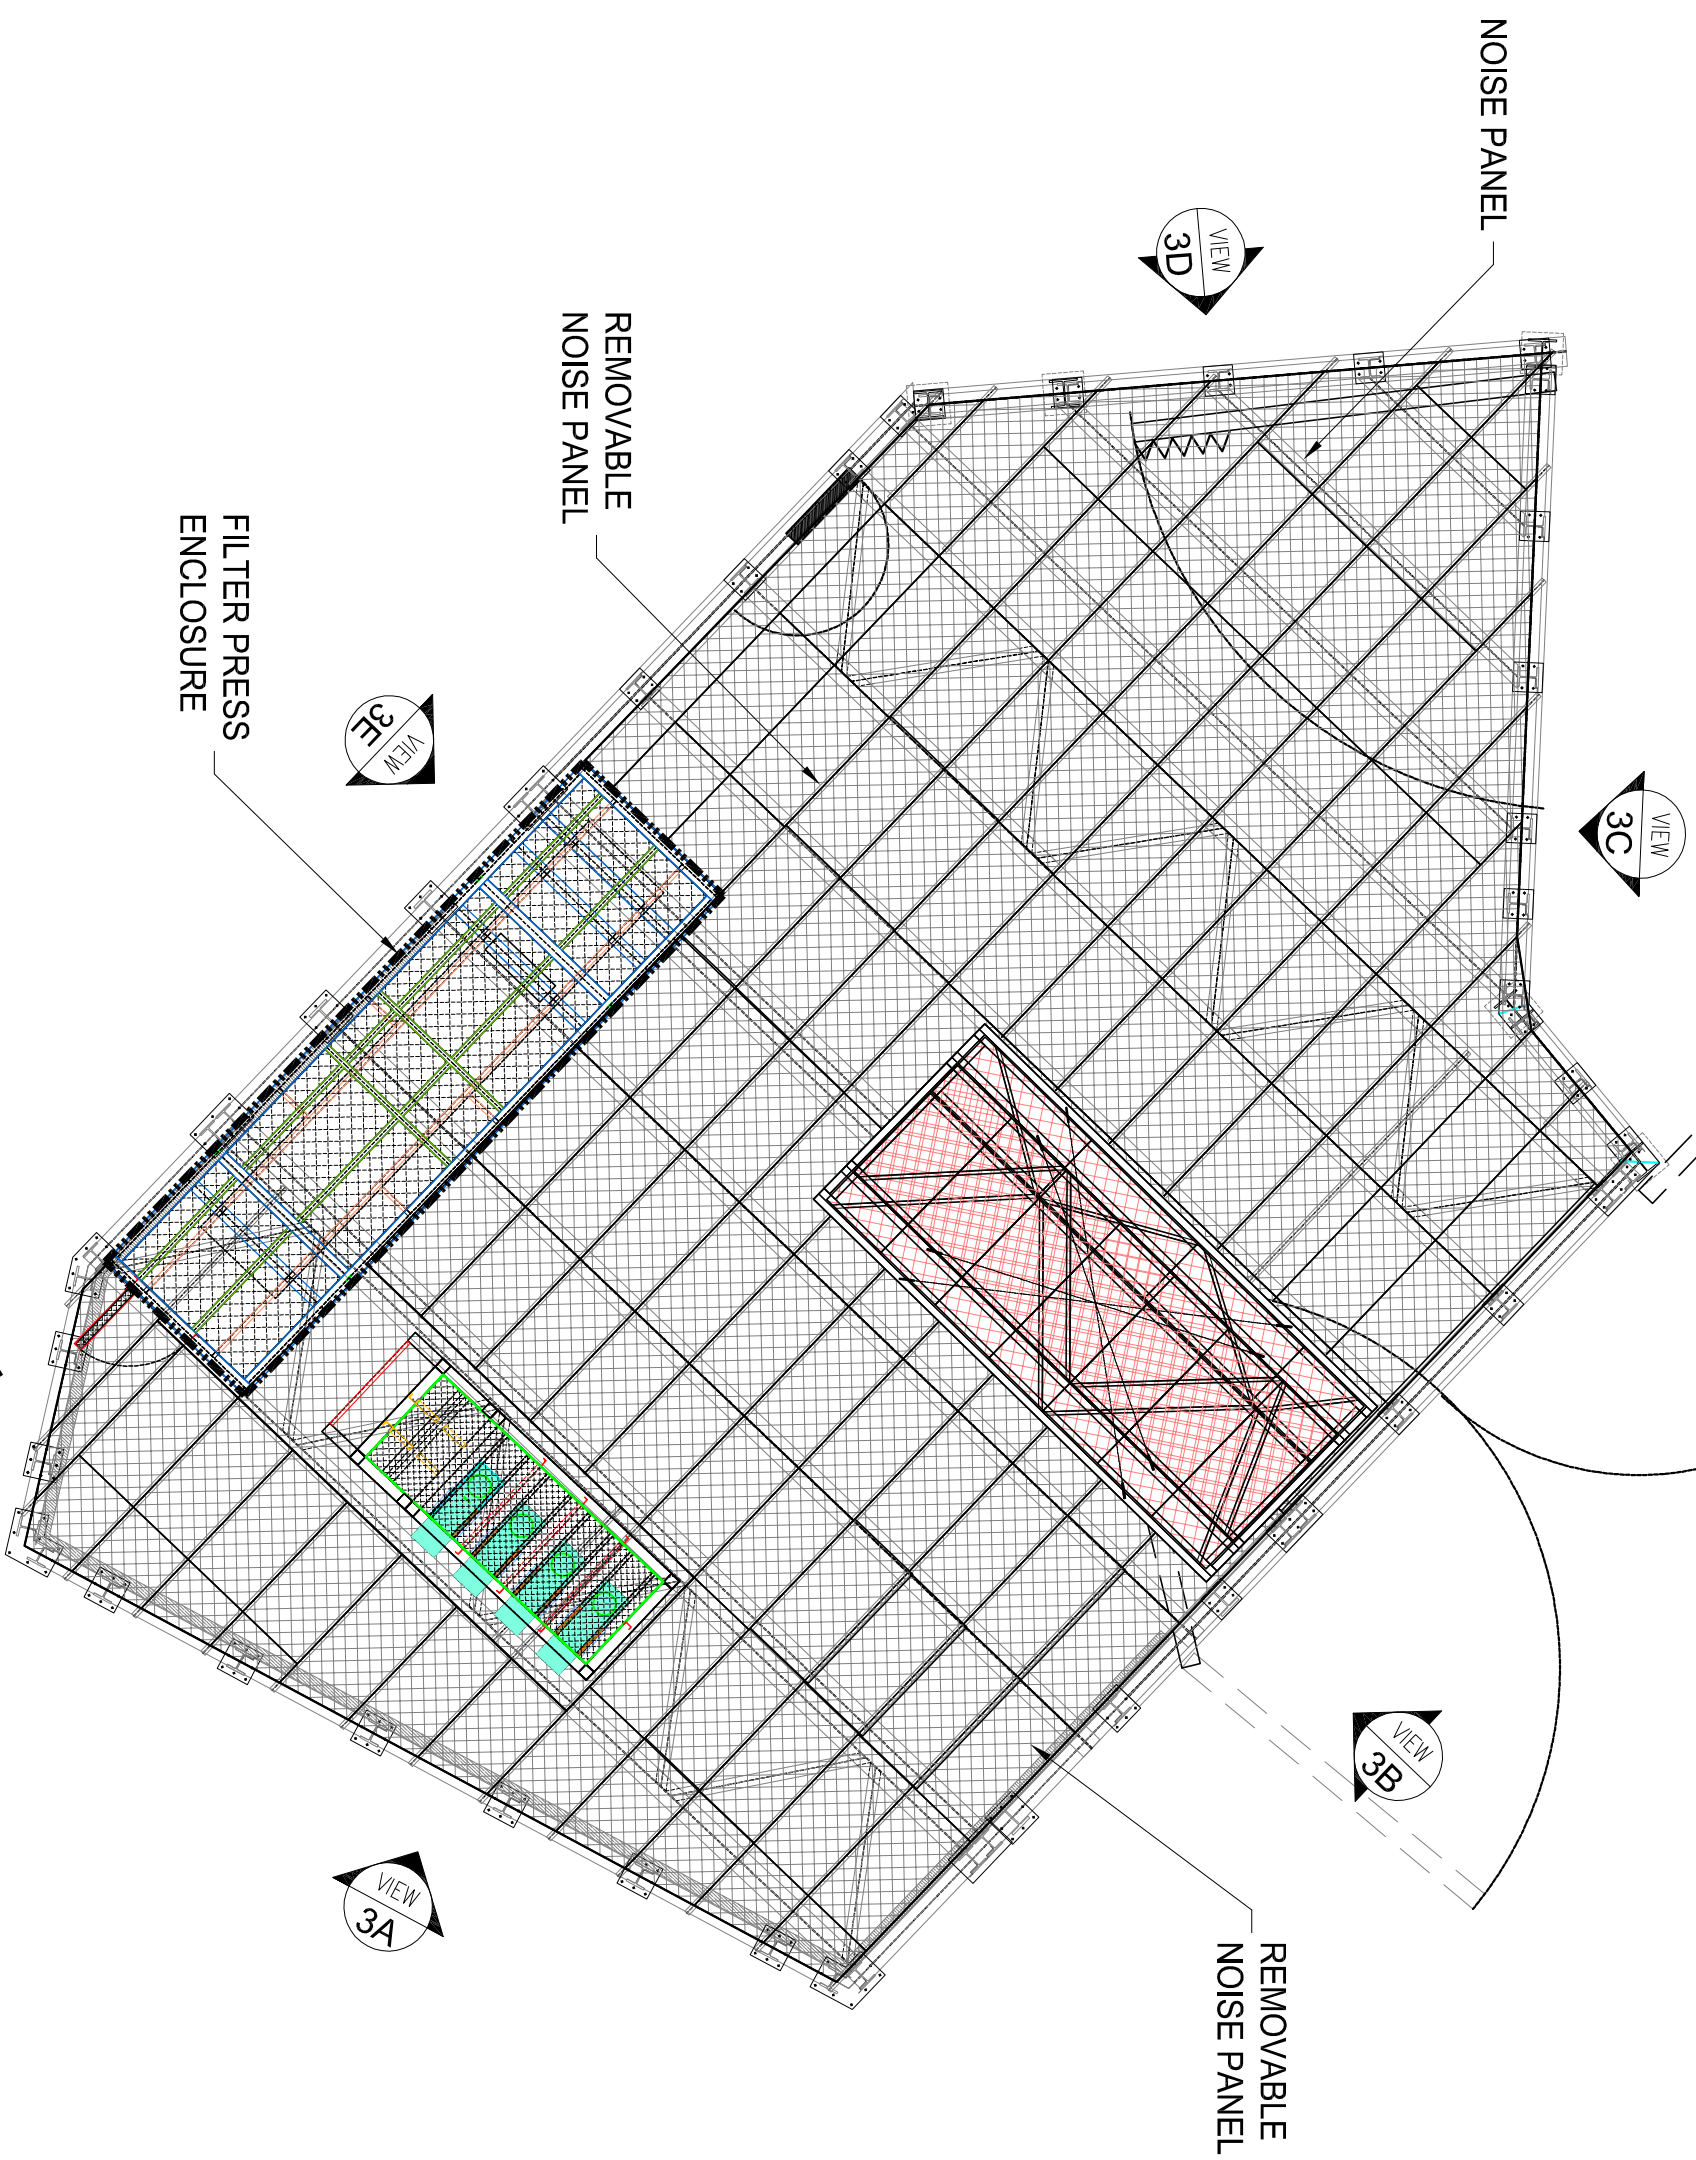 NOISE PANEL
VIEW
3C
VIEW
3D
REMOVABLE
NOISE PANEL
VIEW
3E
FILTER PRESS
ENCLOSURE
VIEW
3B
REMOVABLE
NOISE PANEL
VIEW
3A